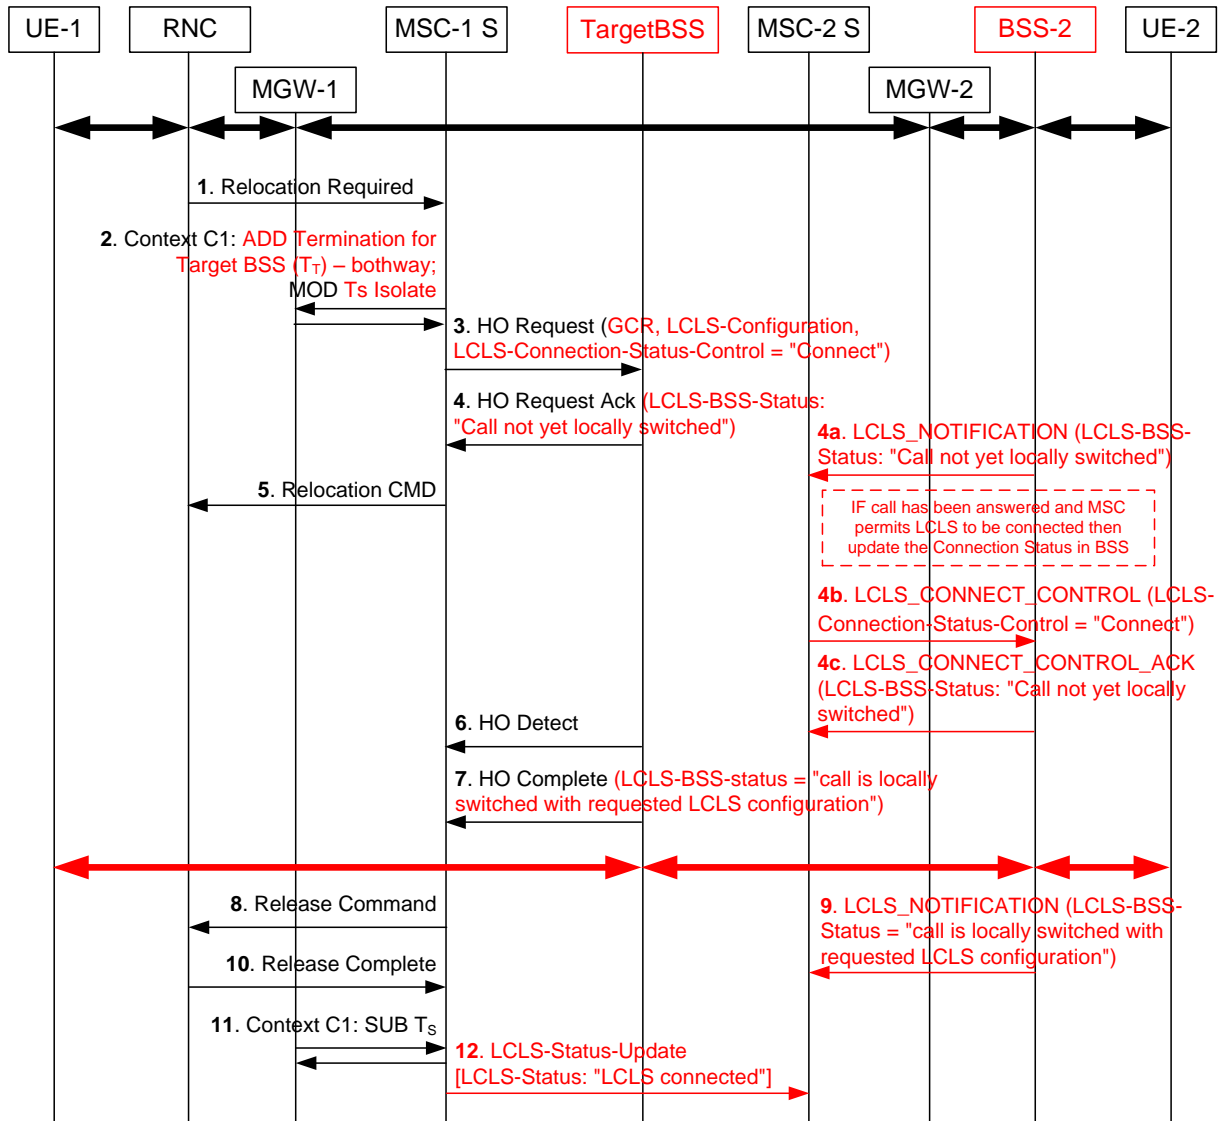 UE-1
RNC
MSC-1 S
TargetBSS
MSC-2 S
BSS-2
UE-2
MGW-1
MGW-2
1. Relocation Required
2. Context C1: ADD Termination for
Target BSS (T_T) – bothway;
MOD Ts Isolate
3. HO Request (GCR, LCLS-Configuration,
LCLS-Connection-Status-Control = "Connect")
4. HO Request Ack (LCLS-BSS-Status:
"Call not yet locally switched")
4a. LCLS_NOTIFICATION (LCLS-BSS-
Status: "Call not yet locally switched")
5. Relocation CMD
IF call has been answered and MSC
permits LCLS to be connected then
update the Connection Status in BSS
4b. LCLS_CONNECT_CONTROL (LCLS-
Connection-Status-Control = "Connect")
4c. LCLS_CONNECT_CONTROL_ACK
(LCLS-BSS-Status: "Call not yet locally
switched")
6. HO Detect
7. HO Complete (LCLS-BSS-status = "call is locally
switched with requested LCLS configuration")
8. Release Command
9. LCLS_NOTIFICATION (LCLS-BSS-
Status = "call is locally switched with
requested LCLS configuration")
10. Release Complete
11. Context C1: SUB T_S
12. LCLS-Status-Update
[LCLS-Status: "LCLS connected"]